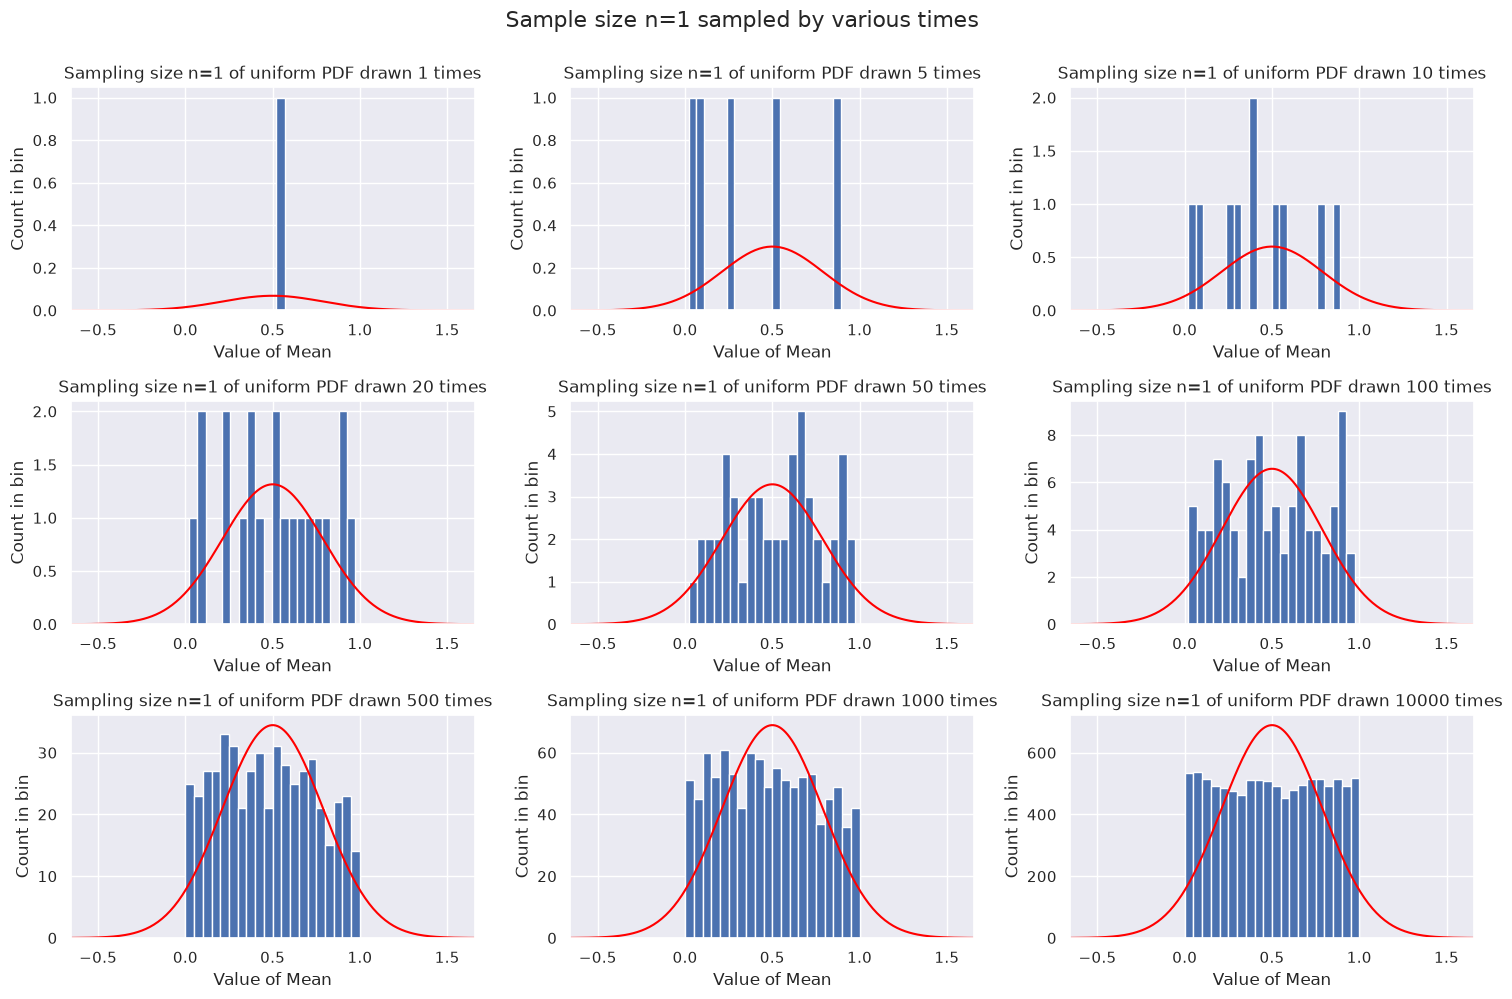 Sample size n=1 sampled by various times
Sampling size n=1 of uniform PDF drawn 1 times
1.0
0.8
0.6
0.4
0.2
0.0
Count in bin
−0.5 0.0 0.5 1.0 1.5
Value of Mean
Sampling size n=1 of uniform PDF drawn 5 times
1.0
0.8
0.6
0.4
0.2
0.0
Count in bin
−0.5 0.0 0.5 1.0 1.5
Value of Mean
Sampling size n=1 of uniform PDF drawn 10 times
2.0
1.5
1.0
0.5
0.0
Count in bin
−0.5 0.0 0.5 1.0 1.5
Value of Mean
Sampling size n=1 of uniform PDF drawn 20 times
2.0
1.5
1.0
0.5
0.0
Count in bin
−0.5 0.0 0.5 1.0 1.5
Value of Mean
Sampling size n=1 of uniform PDF drawn 50 times
5
4
3
2
1
0
Count in bin
−0.5 0.0 0.5 1.0 1.5
Value of Mean
Sampling size n=1 of uniform PDF drawn 100 times
8
6
4
2
0
Count in bin
−0.5 0.0 0.5 1.0 1.5
Value of Mean
Sampling size n=1 of uniform PDF drawn 500 times
30
20
10
0
Count in bin
−0.5 0.0 0.5 1.0 1.5
Value of Mean
Sampling size n=1 of uniform PDF drawn 1000 times
60
40
20
0
Count in bin
−0.5 0.0 0.5 1.0 1.5
Value of Mean
Sampling size n=1 of uniform PDF drawn 10000 times
600
400
200
0
Count in bin
−0.5 0.0 0.5 1.0 1.5
Value of Mean